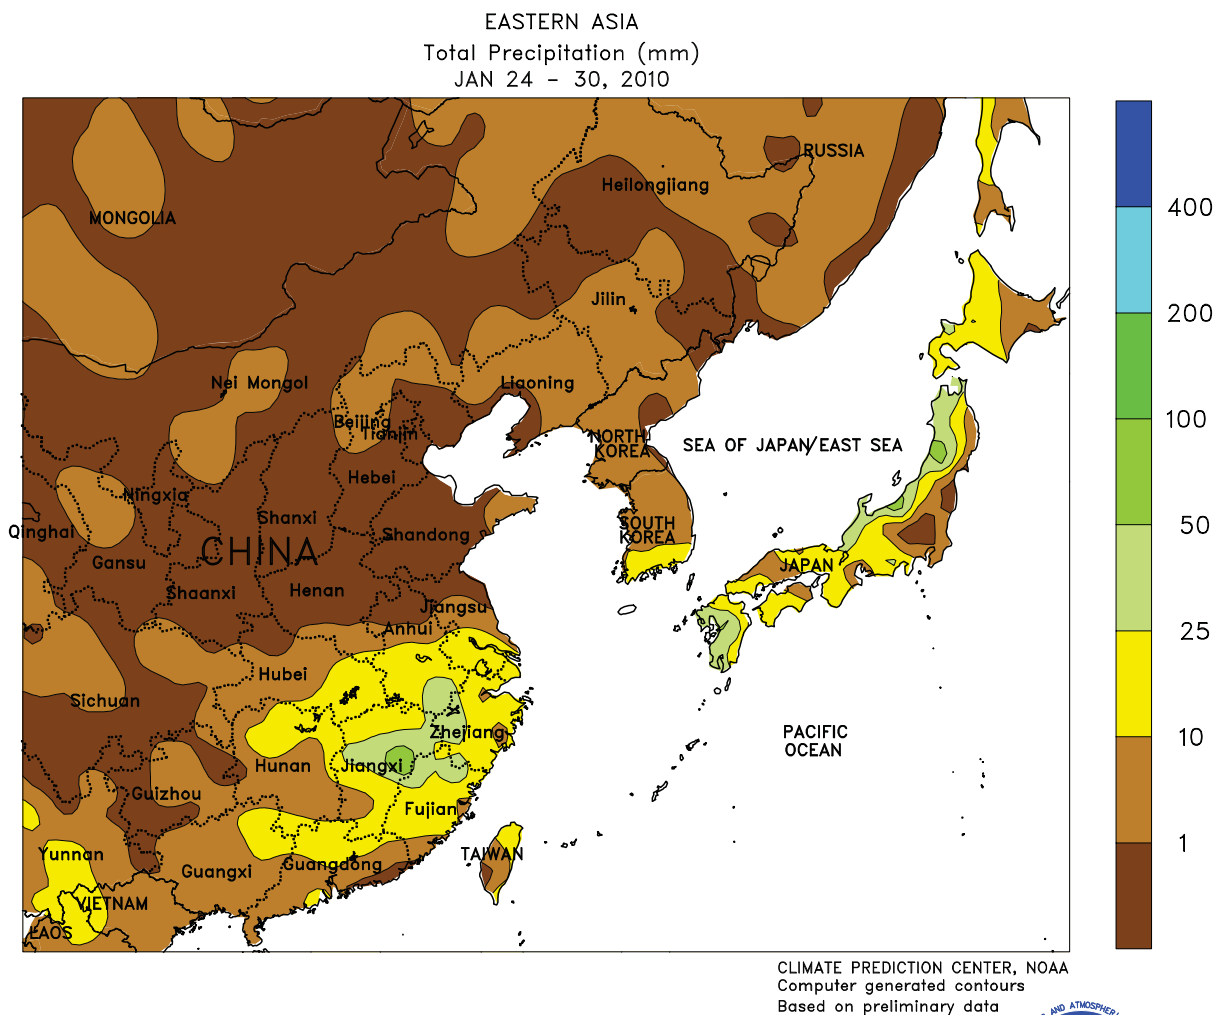 EASTERN ASIA
Total Precipitation (mm)
JAN 24 - 30, 2010
RUSSIA
Heilongjiang
MONGOLIA
400
Jilin
200
Nei Mongol
Liaoning
100
Beijing
Tianjin
NORTH
KOREA
SEA OF JAPAN/EAST SEA
Hebei
Ningxia
50
Shanxi
SOUTH
KOREA
Qinghai
Shandong
CHINA
Gansu
JAPAN
Shaanxi
Henan
Jiangsu
Anhui
25
Hubei
Sichuan
Zhejiang
PACIFIC
OCEAN
10
Hunan
Jiangxi
Guizhou
Fujian
1
Yunnan
TAIWAN
Guangxi
Guangdong
VIETNAM
LAOS
CLIMATE PREDICTION CENTER, NOAA
Computer generated contours
Based on preliminary data
AND ATMOSPHER